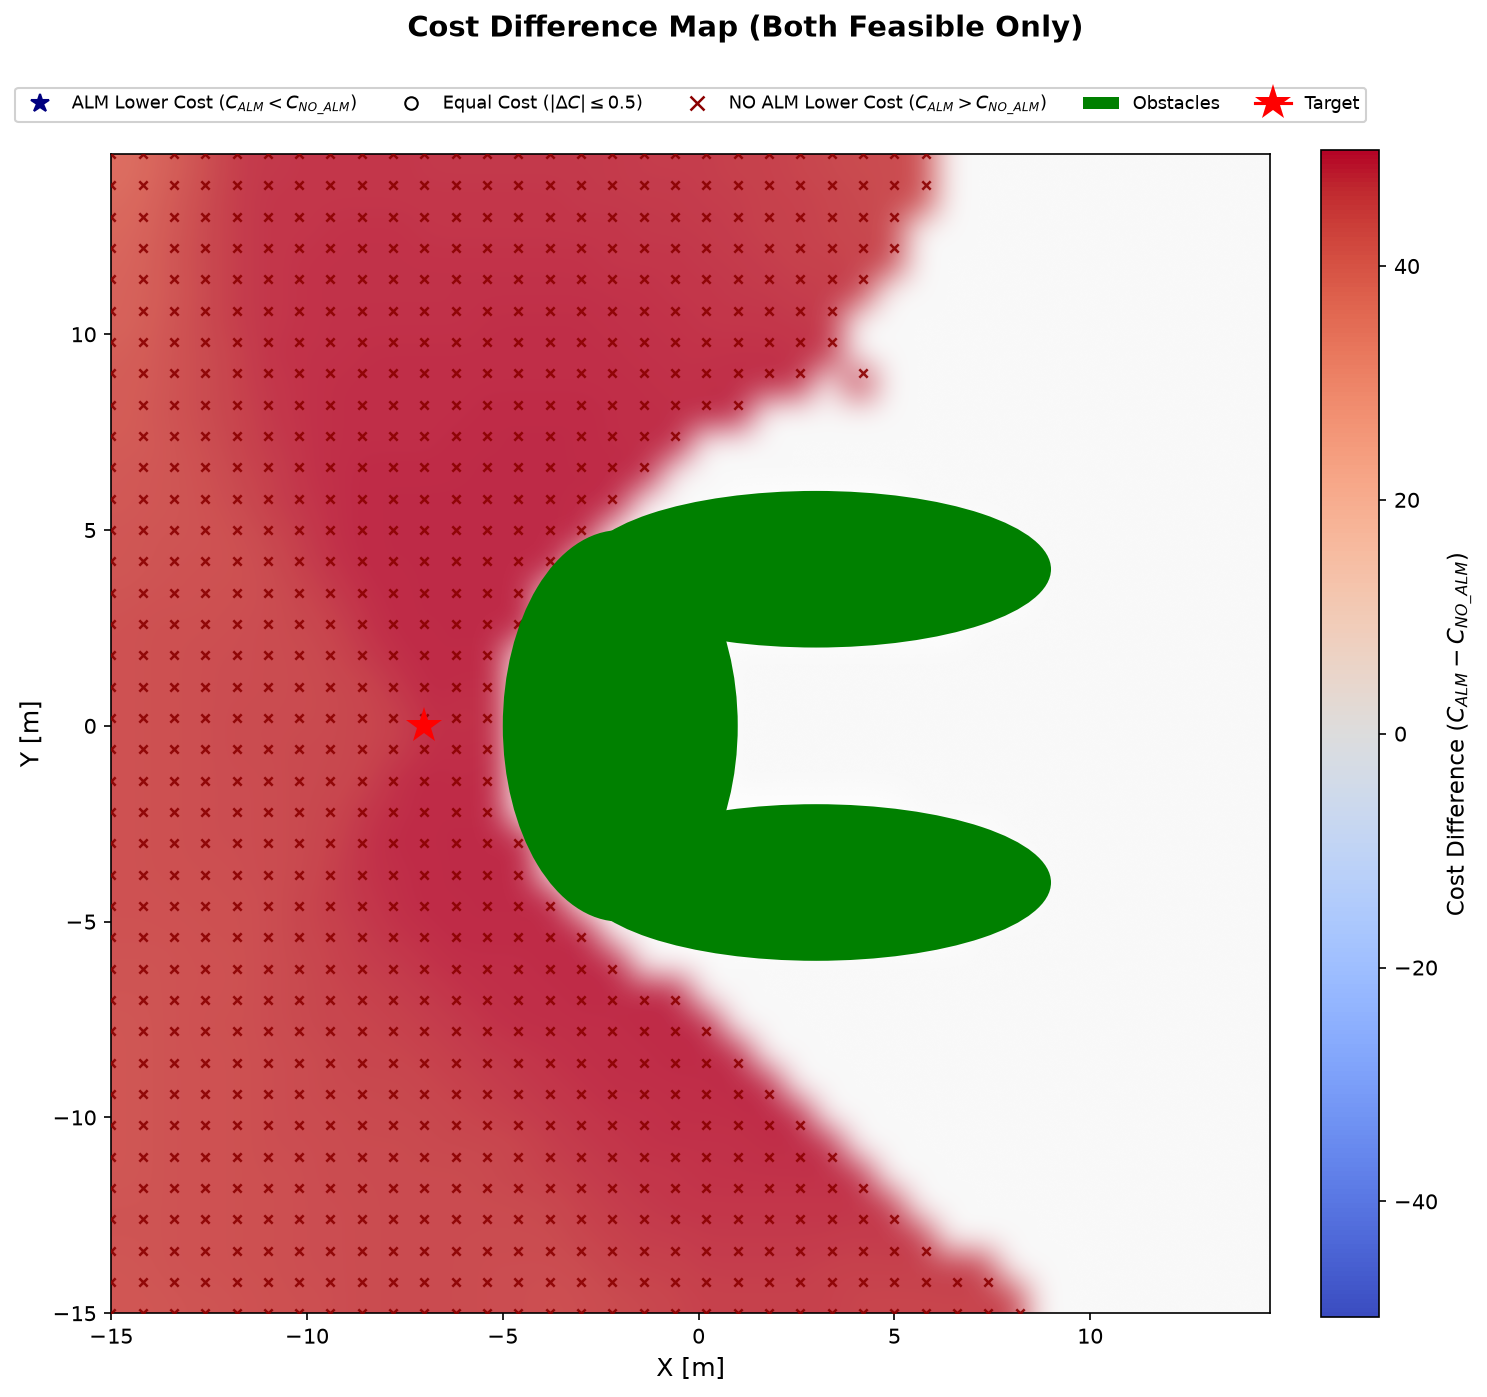 Cost Difference Map (Both Feasible Only)
ALM Lower Cost (C_ALM < C_NO_ALM) Equal Cost (|ΔC| ≤ 0.5) NO ALM Lower Cost (C_ALM > C_NO_ALM) Obstacles Target
10
5
0
−5
−10
−15
Y [m]
−15 −10 −5 0 5 10
X [m]
40
20
0
−20
−40
Cost Difference (C_ALM − C_NO_ALM)